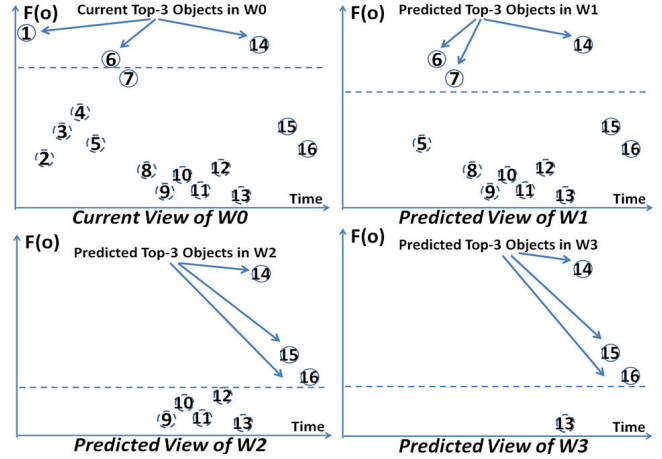 F(o)
Current Top-3 Objects in W0
1
14
6
7
4
3
5
2
15
16
8
10
12
9
11
13
Time
Current View of W0
F(o)
Predicted Top-3 Objects in W1
14
6
7
5
15
16
8
10
12
9
11
13
Time
Predicted View of W1
F(o)
Predicted Top-3 Objects in W2
14
15
16
12
10
9
11
13
Time
Predicted View of W2
F(o)
Predicted Top-3 Objects in W3
14
15
16
13
Time
Predicted View of W3